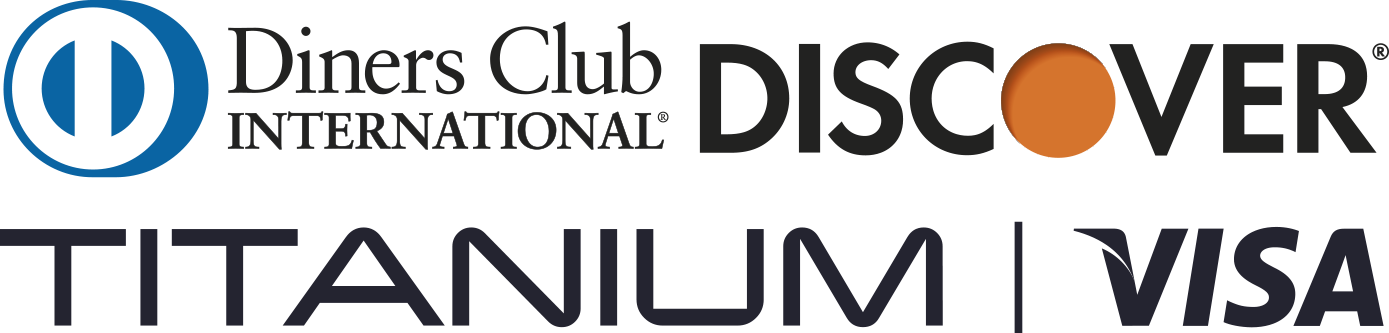 Diners Club
INTERNATIONAL®
DISCOVER®
TITANIUM | VISA